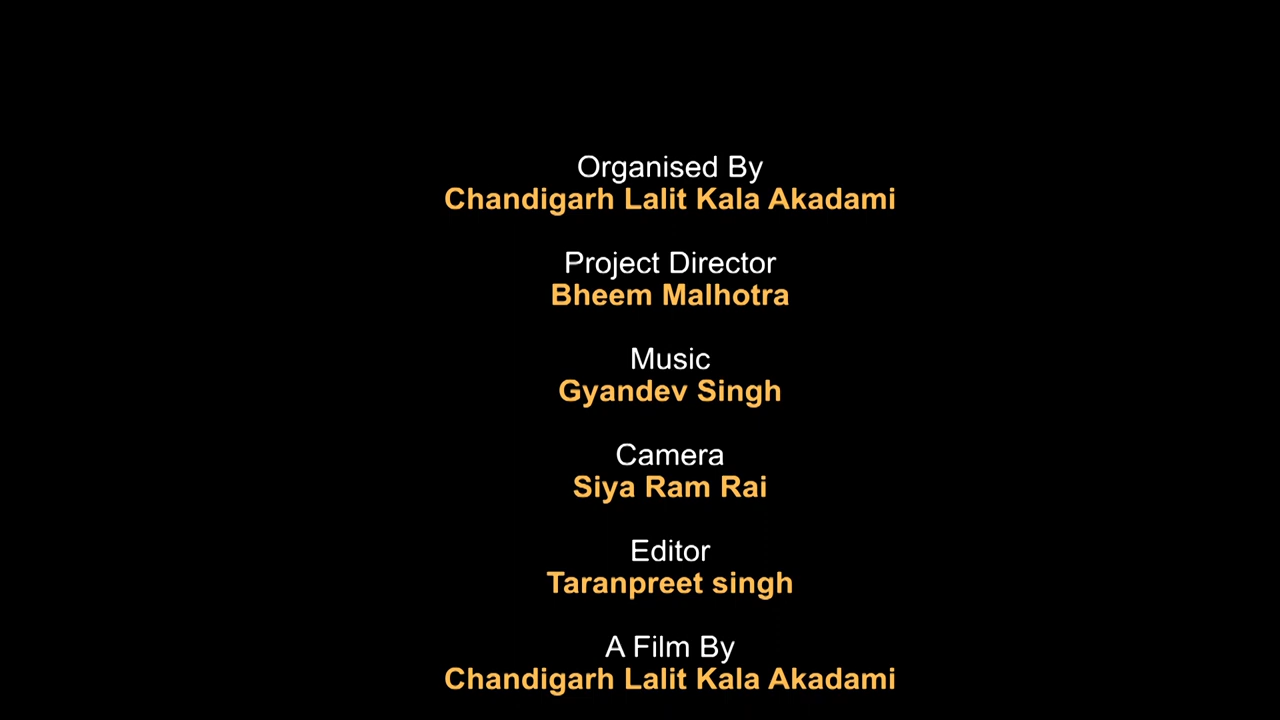 Organised By
Chandigarh Lalit Kala Akadami
Project Director
Bheem Malhotra
Music
Gyandev Singh
Camera
Siya Ram Rai
Editor
Taranpreet singh
A Film By
Chandigarh Lalit Kala Akadami